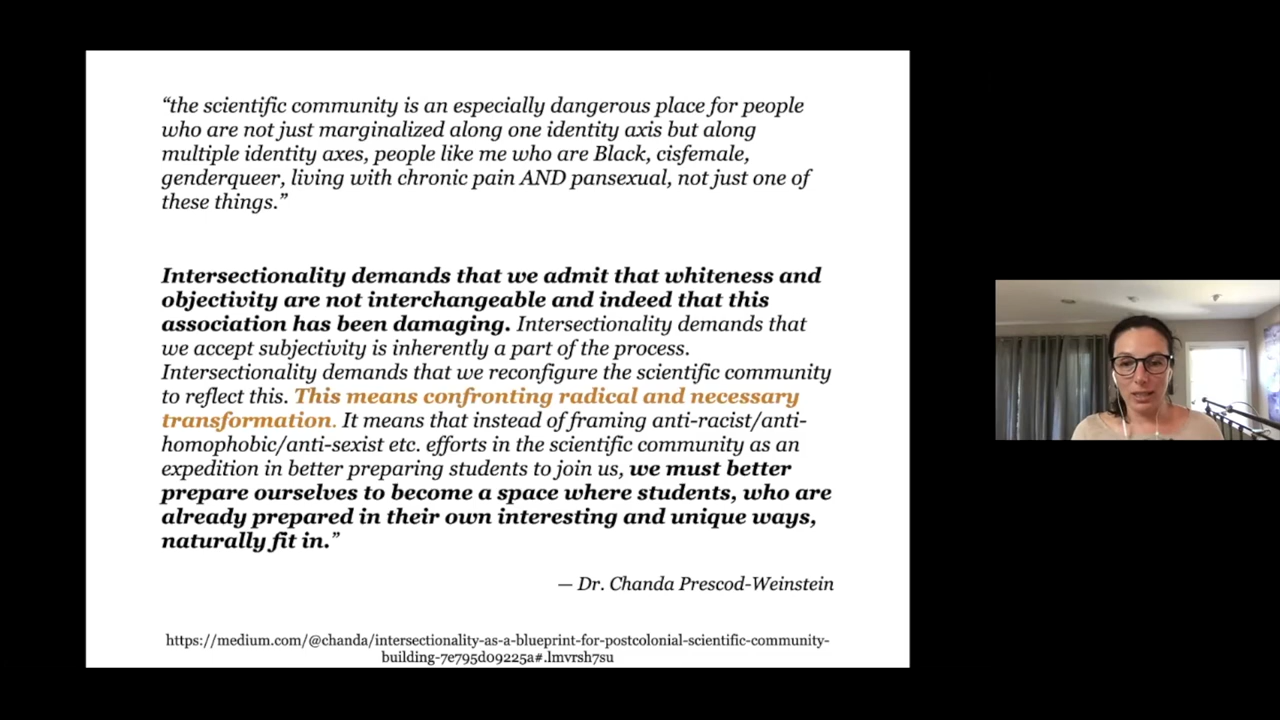 “the scientific community is an especially dangerous place for people
who are not just marginalized along one identity axis but along
multiple identity axes, people like me who are Black, cisfemale,
genderqueer, living with chronic pain AND pansexual, not just one of
these things.”
Intersectionality demands that we admit that whiteness and
objectivity are not interchangeable and indeed that this
association has been damaging. Intersectionality demands that
we accept subjectivity is inherently a part of the process.
Intersectionality demands that we reconfigure the scientific community
to reflect this. This means confronting radical and necessary
transformation. It means that instead of framing anti-racist/anti-
homophobic/anti-sexist etc. efforts in the scientific community as an
expedition in better preparing students to join us, we must better
prepare ourselves to become a space where students, who are
already prepared in their own interesting and unique ways,
naturally fit in.”
— Dr. Chanda Prescod-Weinstein
https://medium.com/@chanda/intersectionality-as-a-blueprint-for-postcolonial-scientific-community-
building-7e795d09225a#.lmvrsh7su